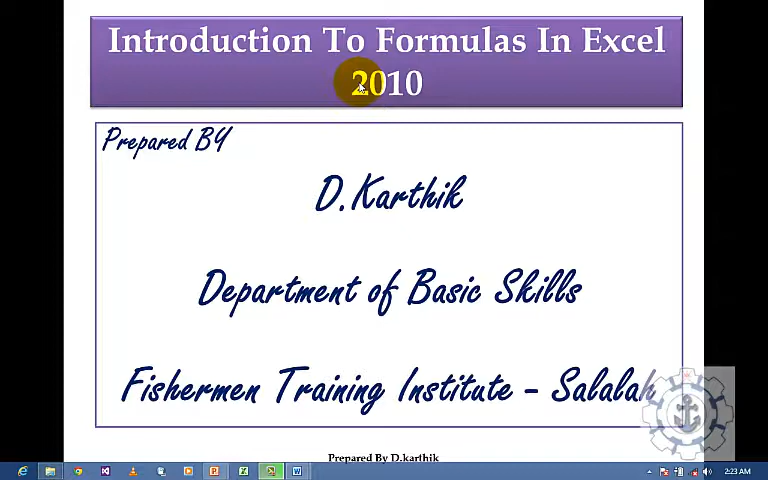 Introduction To Formulas In Excel
2010
Prepared BY
D.Karthik
Department of Basic Skills
Fishermen Training Institute - Salalah
Prepared By D.karthik
2:23 AM